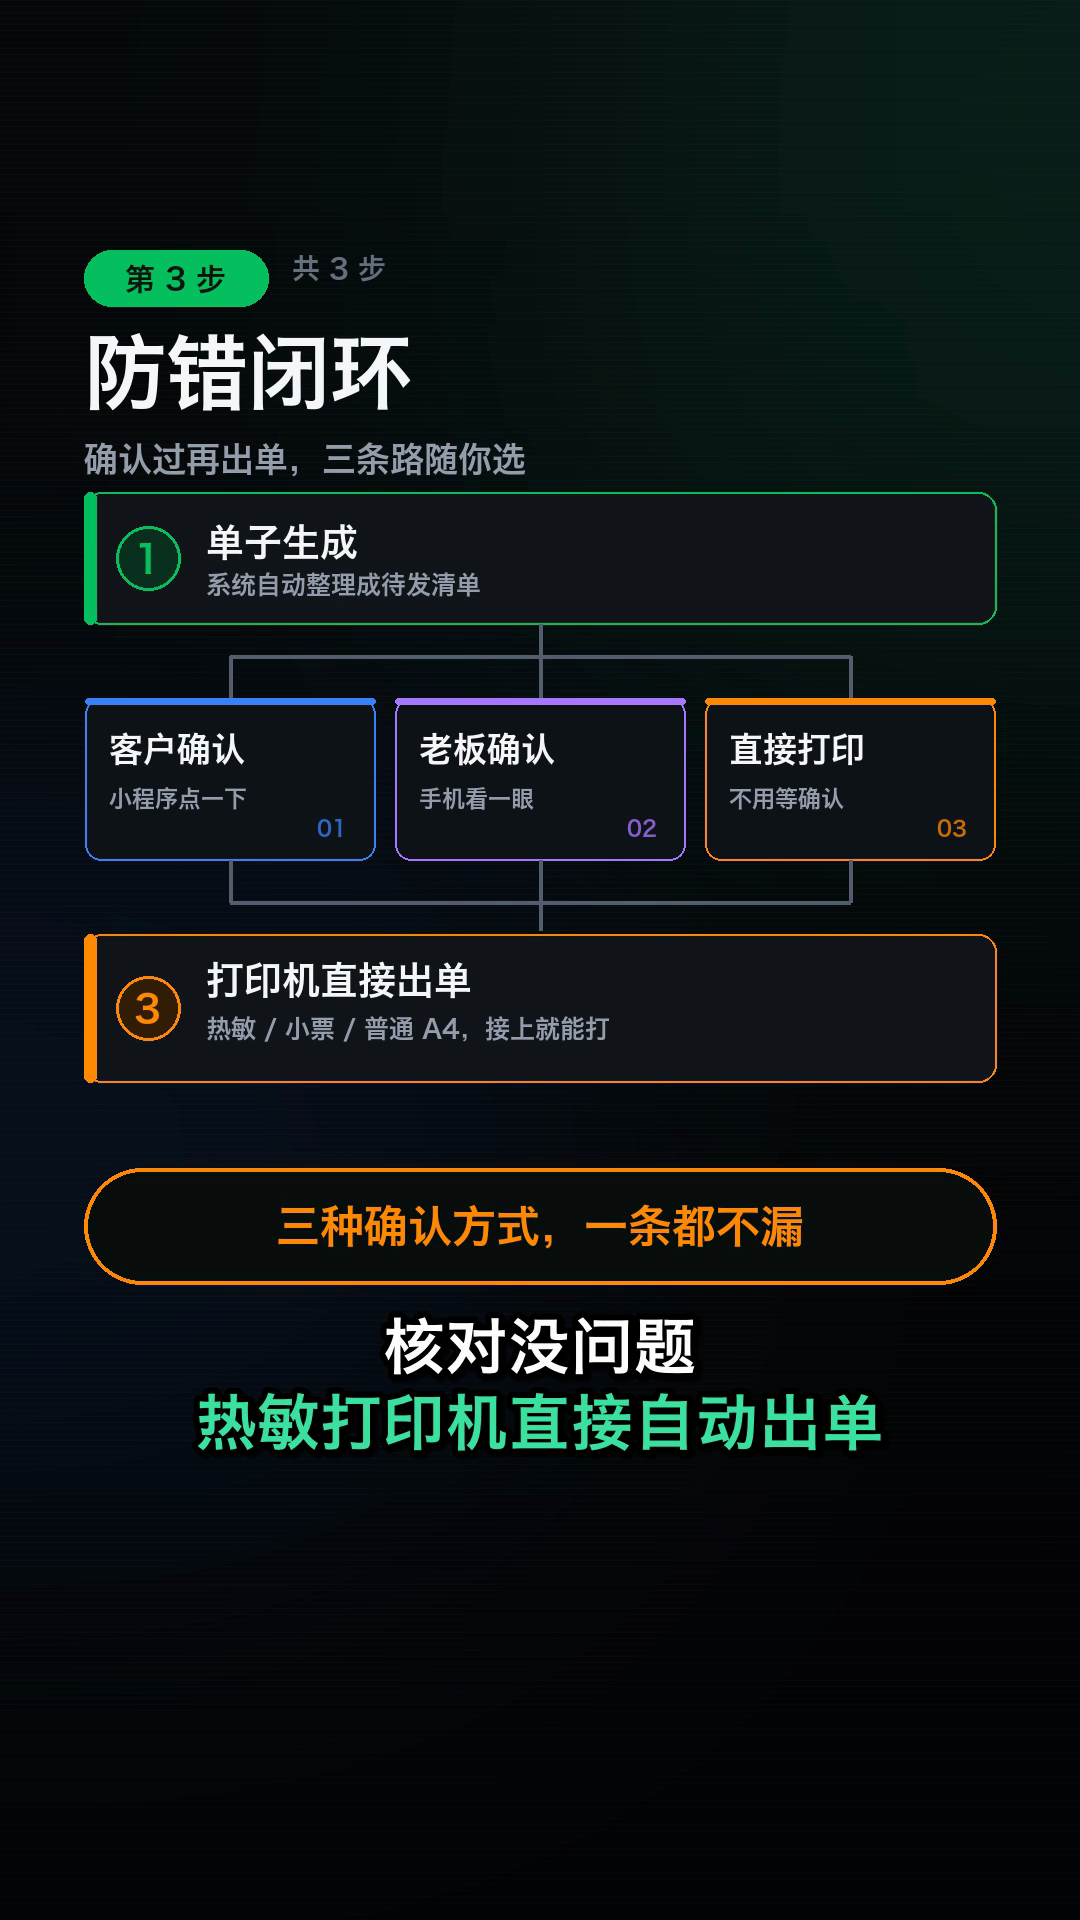 第 3 步
共 3 步
防错闭环
确认过再出单，三条路随你选
1
单子生成
系统自动整理成待发清单
客户确认
小程序点一下
01
老板确认
手机看一眼
02
直接打印
不用等确认
03
3
打印机直接出单
热敏 / 小票 / 普通 A4，接上就能打
三种确认方式，一条都不漏
核对没问题
热敏打印机直接自动出单